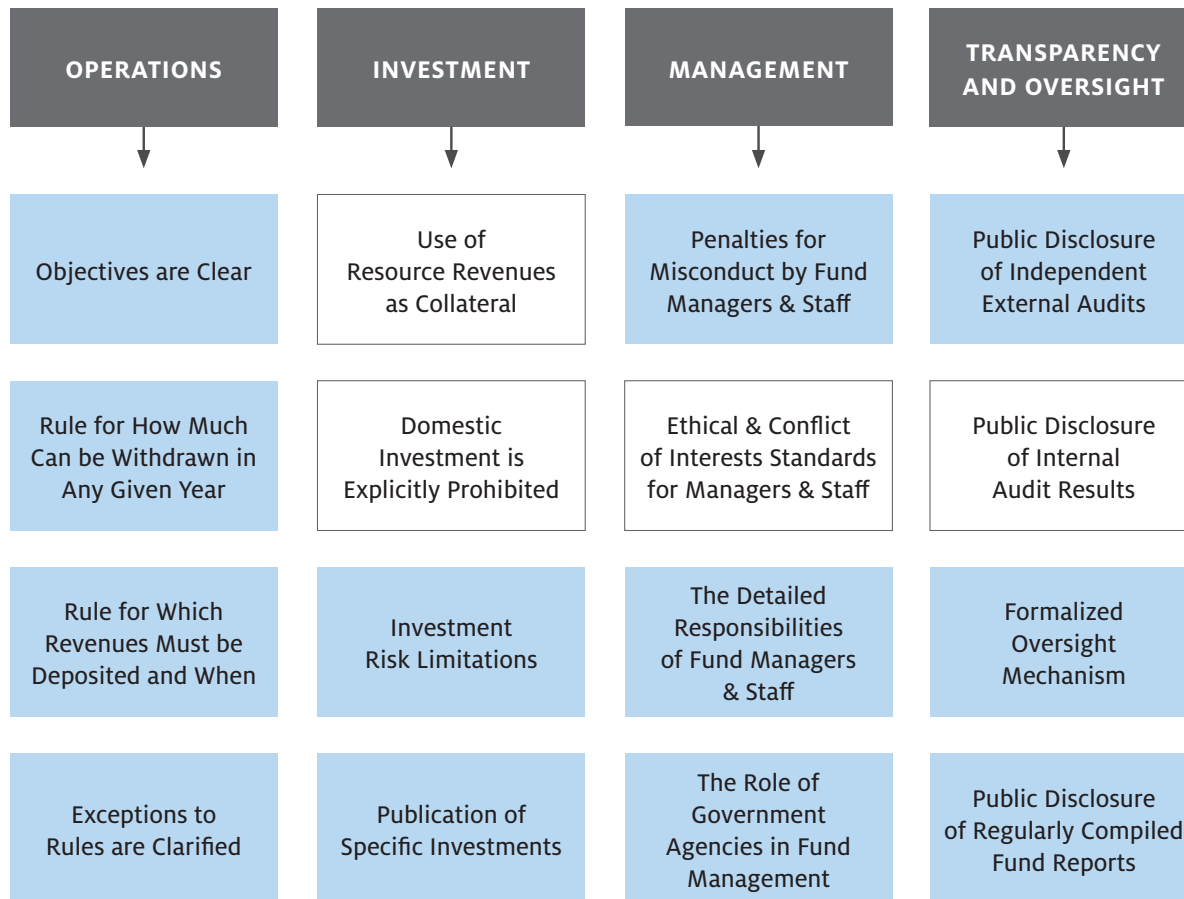 OPERATIONS
INVESTMENT
MANAGEMENT
TRANSPARENCY
AND OVERSIGHT
Objectives are Clear
Use of
Resource Revenues
as Collateral
Penalties for
Misconduct by Fund
Managers & Staff
Public Disclosure
of Independent
External Audits
Rule for How Much
Can be Withdrawn in
Any Given Year
Domestic
Investment is
Explicitly Prohibited
Ethical & Conflict
of Interests Standards
for Managers & Staff
Public Disclosure
of Internal
Audit Results
Rule for Which
Revenues Must be
Deposited and When
Investment
Risk Limitations
The Detailed
Responsibilities
of Fund Managers
& Staff
Formalized
Oversight
Mechanism
Exceptions to
Rules are Clarified
Publication of
Specific Investments
The Role of
Government
Agencies in Fund
Management
Public Disclosure
of Regularly Compiled
Fund Reports